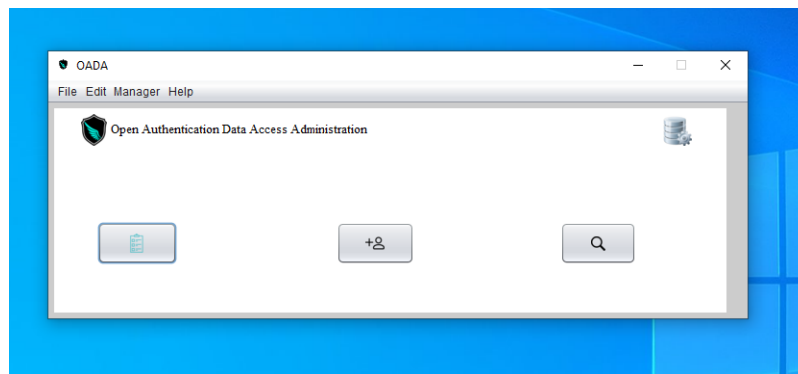 OADA
File Edit Manager Help
Open Authentication Data Access Administration